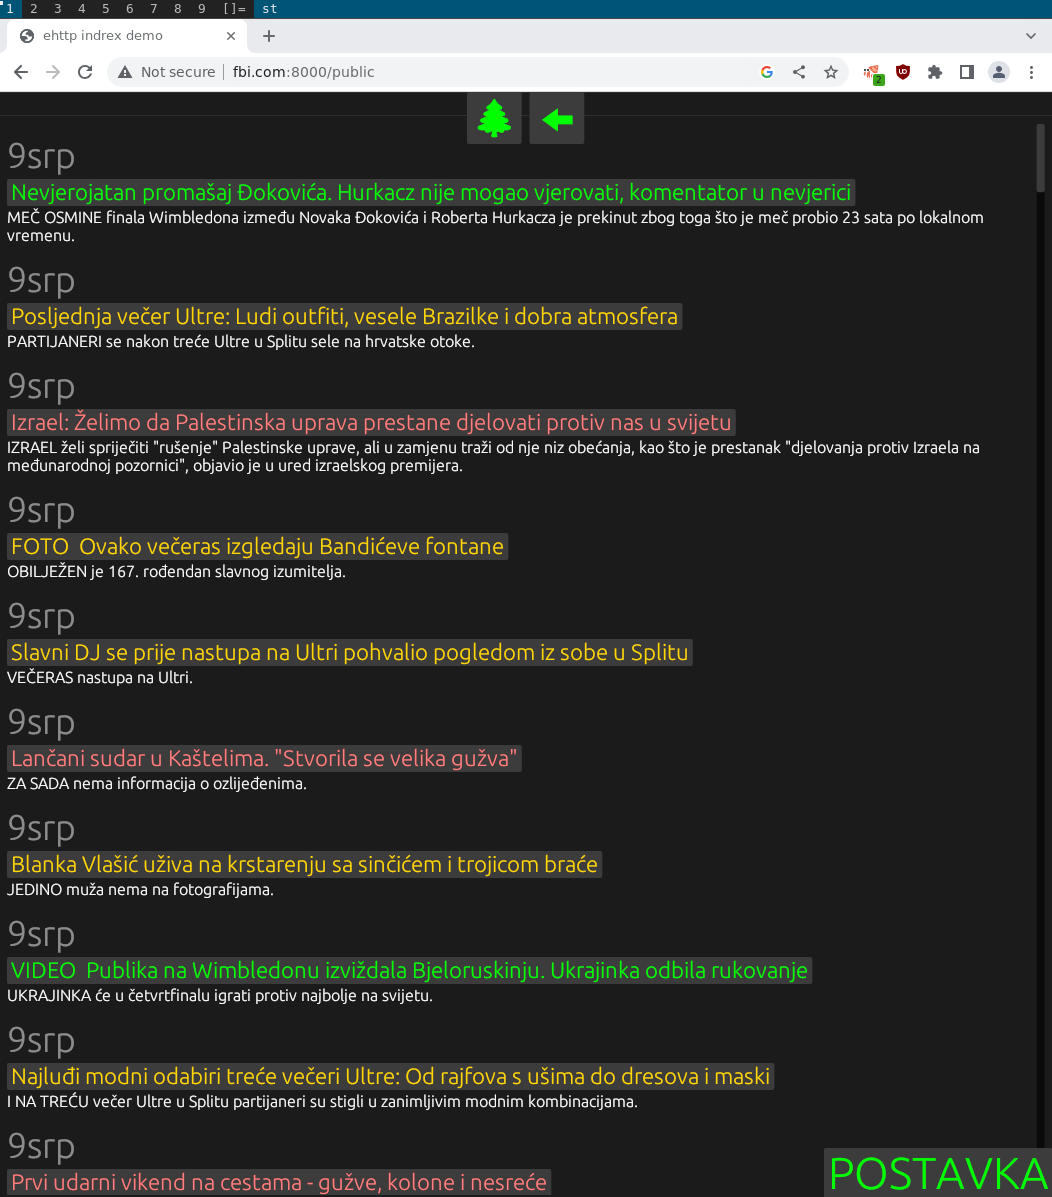 1 2 3 4 5 6 7 8 9 []= st
ehttp indrex demo
Not secure fbi.com:8000/public
2
9srp
Nevjerojatan promašaj Đokovića. Hurkacz nije mogao vjerovati, komentator u nevjerici
MEČ OSMINE finala Wimbledona između Novaka Đokovića i Roberta Hurkacza je prekinut zbog toga što je meč probio 23 sata po lokalnom
vremenu.
9srp
Posljednja večer Ultre: Ludi outfiti, vesele Brazilke i dobra atmosfera
PARTIJANERI se nakon treće Ultre u Splitu sele na hrvatske otoke.
9srp
Izrael: Želimo da Palestinska uprava prestane djelovati protiv nas u svijetu
IZRAEL želi spriječiti "rušenje" Palestinske uprave, ali u zamjenu traži od nje niz obećanja, kao što je prestanak "djelovanja protiv Izraela na
međunarodnoj pozornici", objavio je u ured izraelskog premijera.
9srp
FOTO Ovako večeras izgledaju Bandićeve fontane
OBILJEŽEN je 167. rođendan slavnog izumitelja.
9srp
Slavni DJ se prije nastupa na Ultri pohvalio pogledom iz sobe u Splitu
VEČERAS nastupa na Ultri.
9srp
Lančani sudar u Kaštelima. "Stvorila se velika gužva"
ZA SADA nema informacija o ozlijeđenima.
9srp
Blanka Vlašić uživa na krstarenju sa sinčićem i trojicom braće
JEDINO muža nema na fotografijama.
9srp
VIDEO Publika na Wimbledonu izviždala Bjeloruskinju. Ukrajinka odbila rukovanje
UKRAJINKA će u četvrtfinalu igrati protiv najbolje na svijetu.
9srp
Najluđi modni odabiri treće večeri Ultre: Od rajfova s ušima do dresova i maski
I NA TREĆU večer Ultre u Splitu partijaneri su stigli u zanimljivim modnim kombinacijama.
9srp
Prvi udarni vikend na cestama - gužve, kolone i nesreće
POSTAVKA